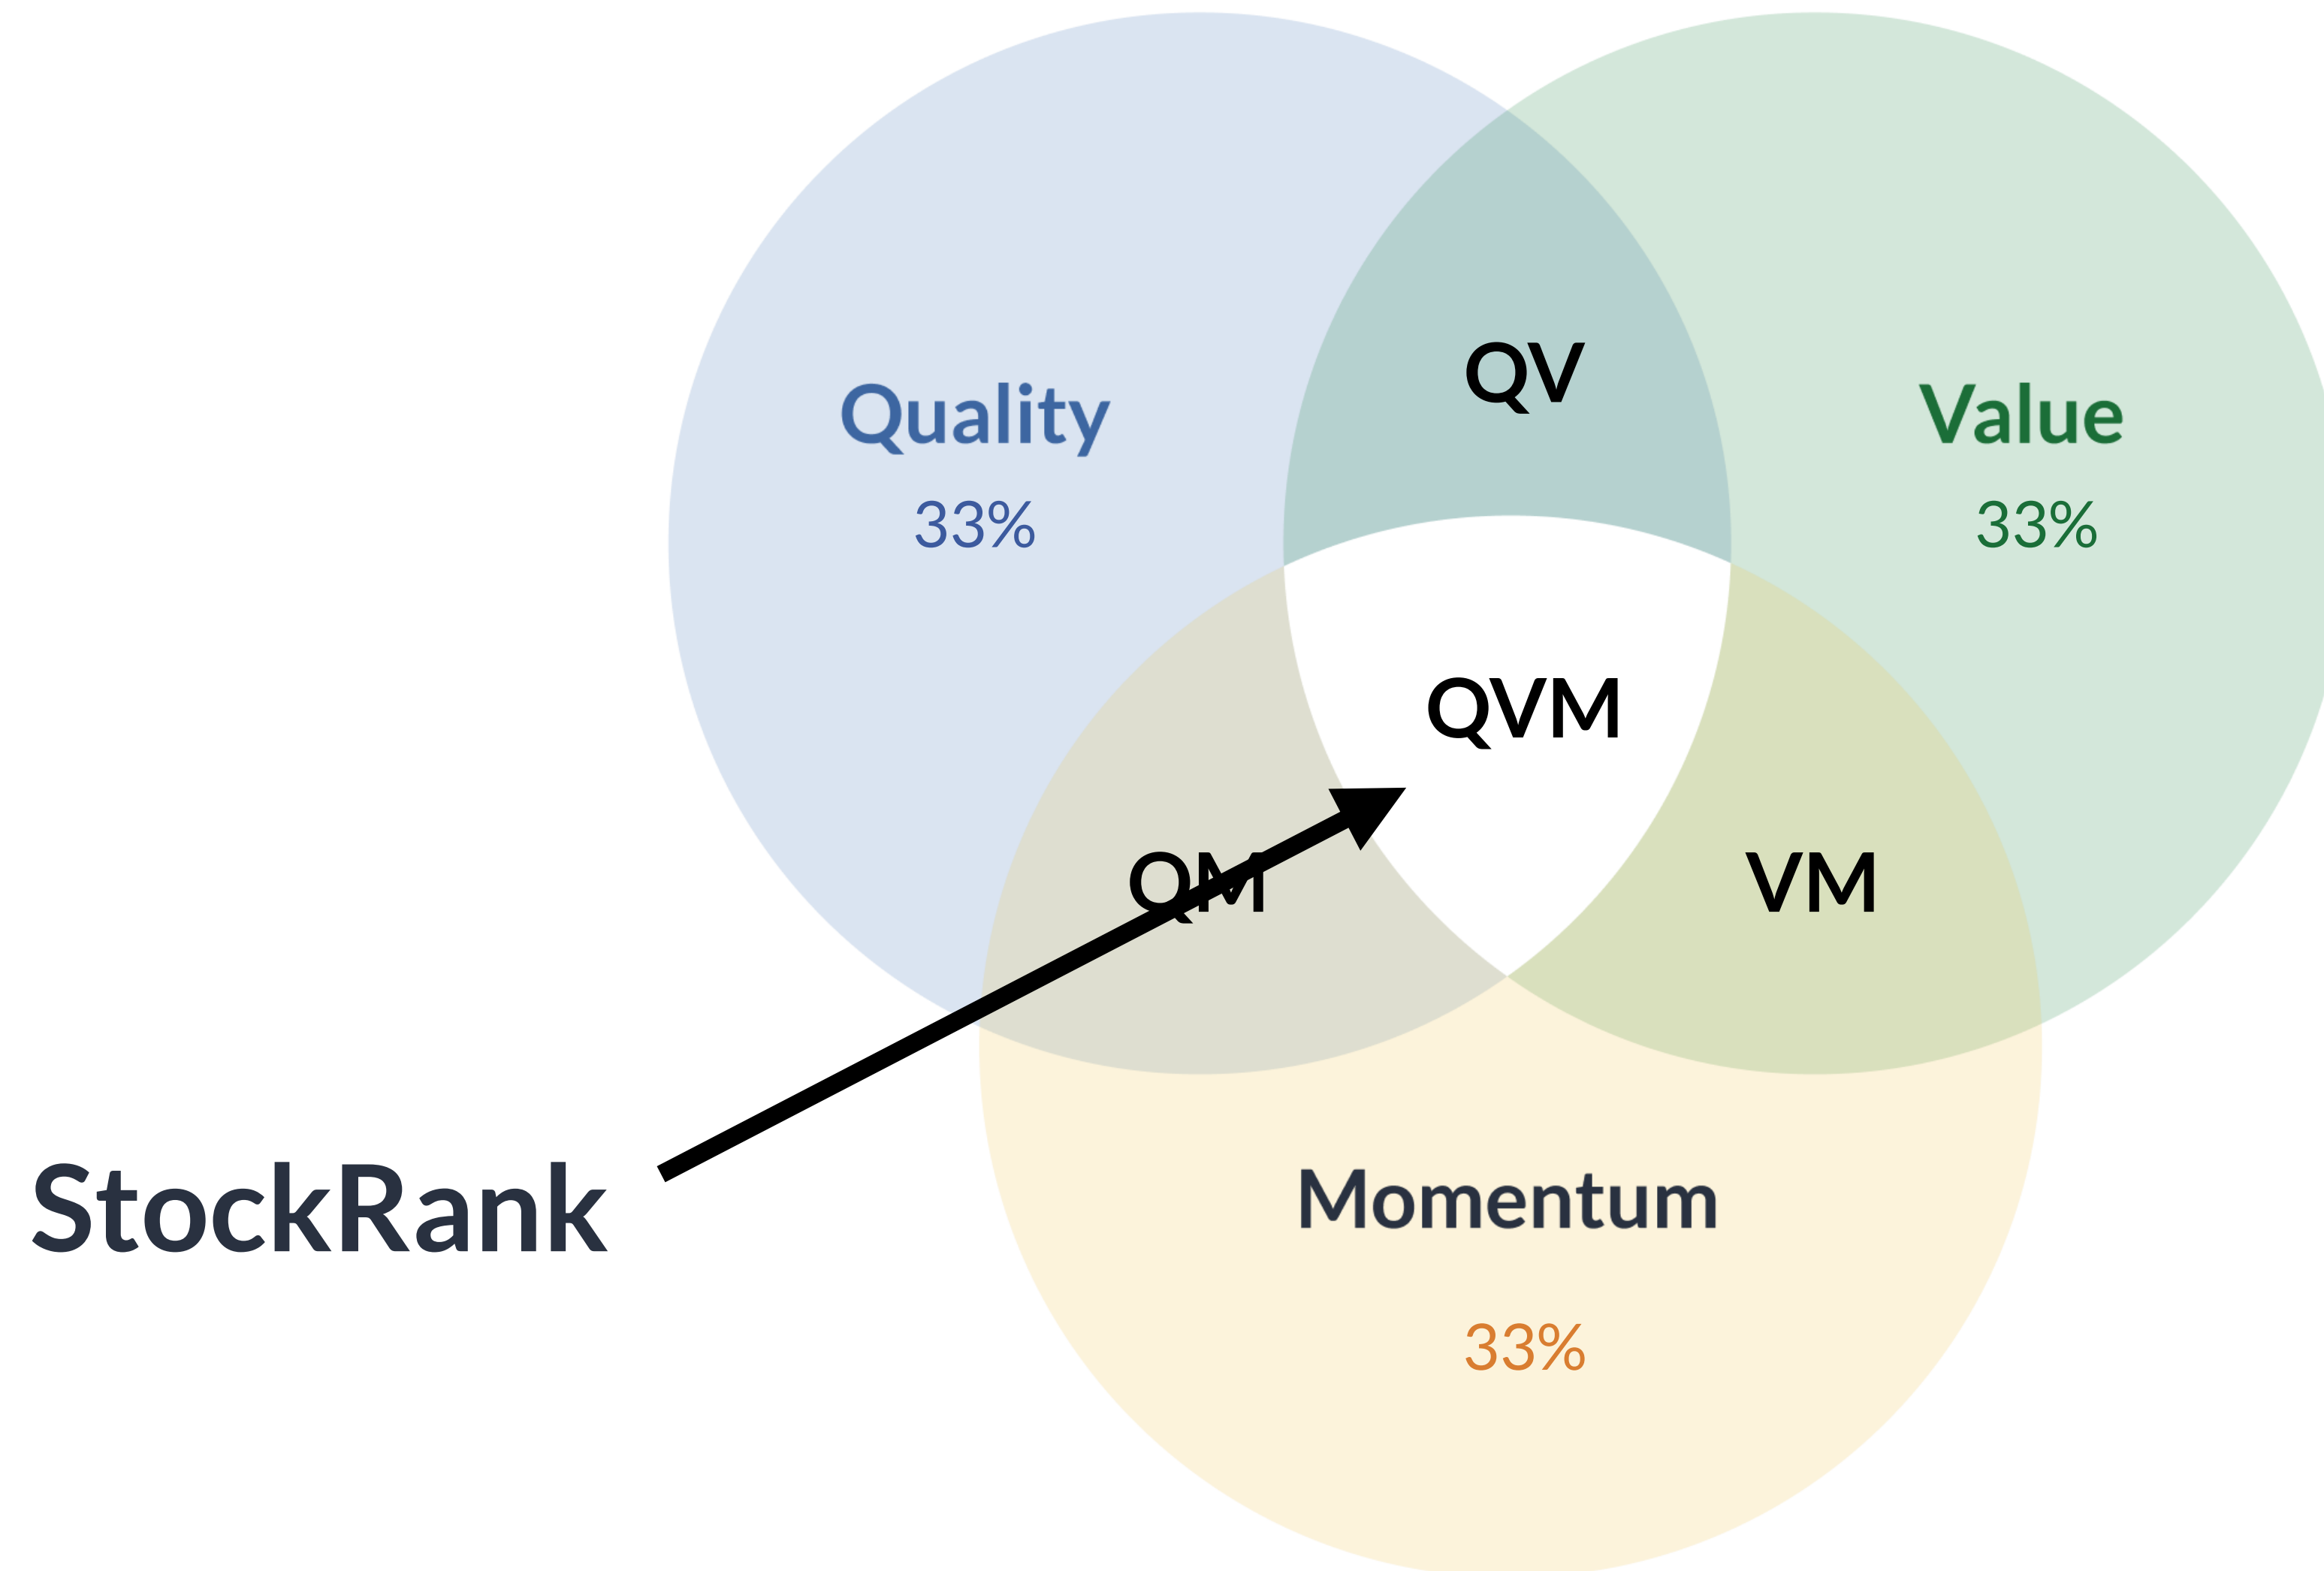 QV
Quality
Value
33%
33%
QVM
QM
VM
StockRank
Momentum
33%